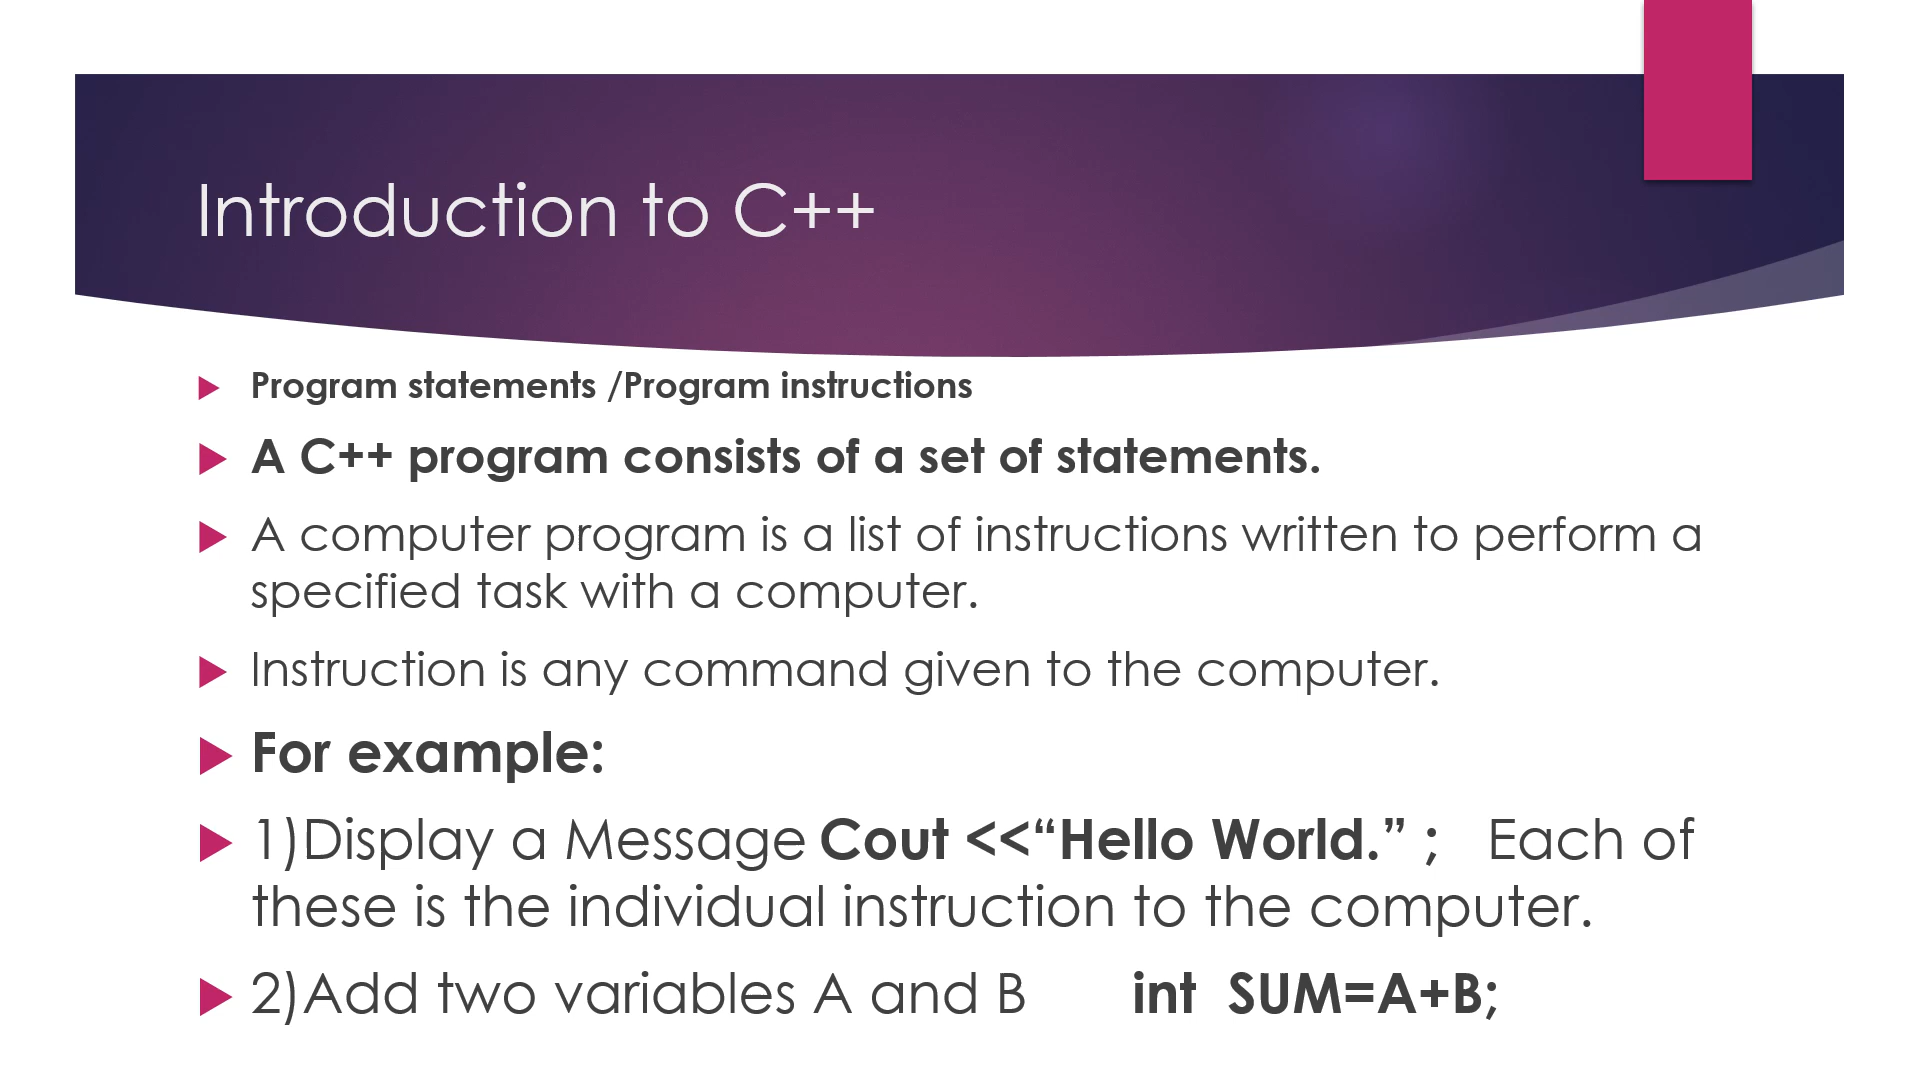 Introduction to C++
Program statements /Program instructions
A C++ program consists of a set of statements.
A computer program is a list of instructions written to perform a
specified task with a computer.
Instruction is any command given to the computer.
For example:
1)Display a Message Cout <<“Hello World.” ;   Each of
these is the individual instruction to the computer.
2)Add two variables A and B      int  SUM=A+B;